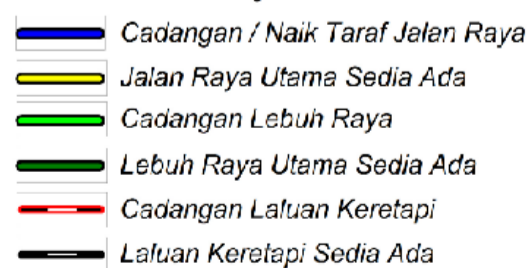 Cadangan / Naik Taraf Jalan Raya
Jalan Raya Utama Sedia Ada
Cadangan Lebuh Raya
Lebuh Raya Utama Sedia Ada
Cadangan Laluan Keretapi
Laluan Keretapi Sedia Ada